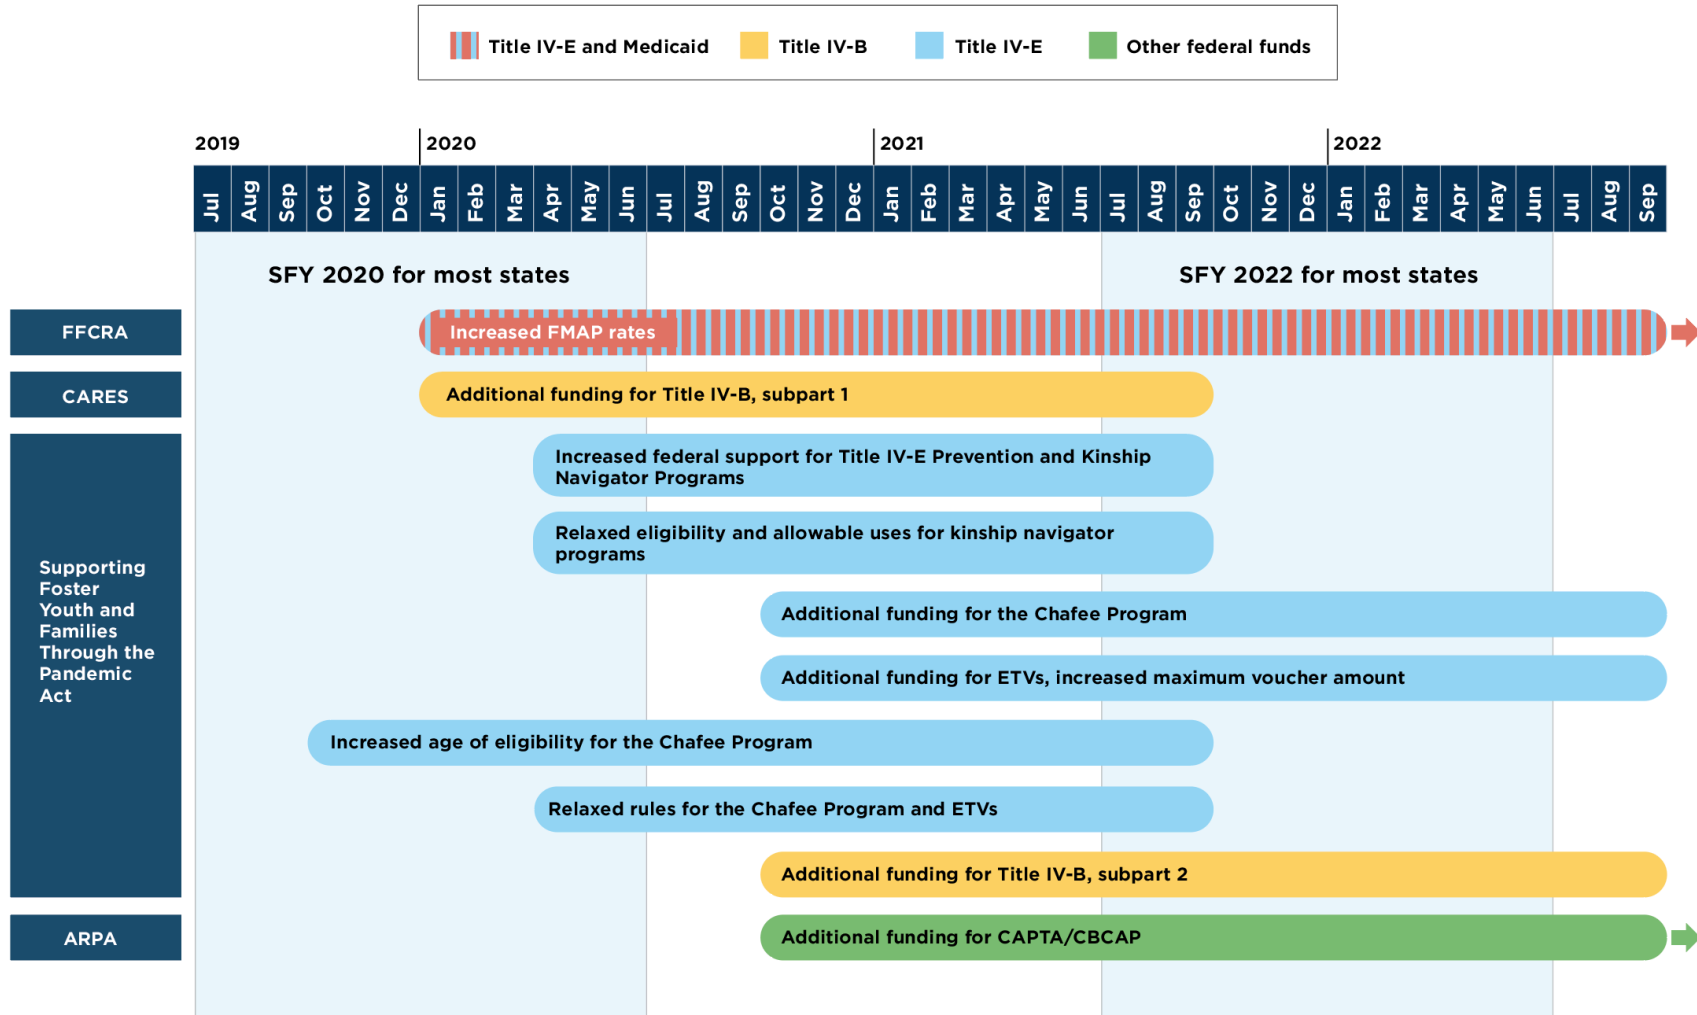 Title IV-E and Medicaid
Title IV-B
Title IV-E
Other federal funds
2019
2020
2021
2022
Jul
Aug
Sep
Oct
Nov
Dec
Jan
Feb
Mar
Apr
May
Jun
Jul
Aug
Sep
Oct
Nov
Dec
Jan
Feb
Mar
Apr
May
Jun
Jul
Aug
Sep
Oct
Nov
Dec
Jan
Feb
Mar
Apr
May
Jun
Jul
Aug
Sep
SFY 2020 for most states
SFY 2022 for most states
FFCRA
Increased FMAP rates
CARES
Additional funding for Title IV-B, subpart 1
Supporting
Foster
Youth and
Families
Through the
Pandemic
Act
Increased federal support for Title IV-E Prevention and Kinship
Navigator Programs
Relaxed eligibility and allowable uses for kinship navigator
programs
Additional funding for the Chafee Program
Additional funding for ETVs, increased maximum voucher amount
Increased age of eligibility for the Chafee Program
Relaxed rules for the Chafee Program and ETVs
Additional funding for Title IV-B, subpart 2
ARPA
Additional funding for CAPTA/CBCAP